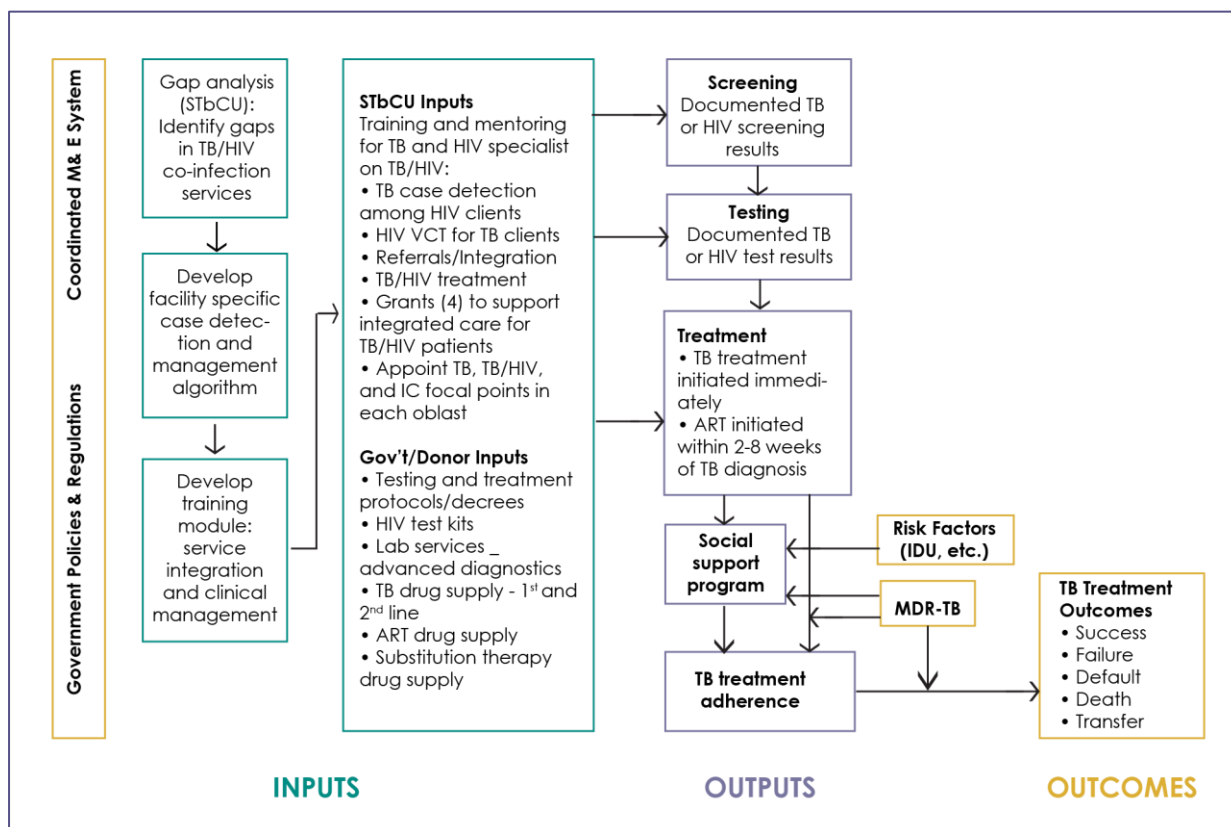 Coordinated M& E System
Government Policies & Regulations
Gap analysis
(STbCU):
Identify gaps
in TB/HIV
co-infection
services
Develop
facility specific
case detec-
tion and
management
algorithm
Develop
training
module:
service
integration
and clinical
management
STbCU Inputs
Training and mentoring
for TB and HIV specialist
on TB/HIV:
• TB case detection
among HIV clients
• HIV VCT for TB clients
• Referrals/Integration
• TB/HIV treatment
• Grants (4) to support
integrated care for
TB/HIV patients
• Appoint TB, TB/HIV,
and IC focal points in
each oblast
Gov't/Donor Inputs
• Testing and treatment
protocols/decrees
• HIV test kits
• Lab services _
advanced diagnostics
• TB drug supply - 1st and
2nd line
• ART drug supply
• Substitution therapy
drug supply
Screening
Documented TB
or HIV screening
results
Testing
Documented TB
or HIV test results
Treatment
• TB treatment
initiated immedi-
ately
• ART initiated
within 2-8 weeks
of TB diagnosis
Social
support
program
Risk Factors
(IDU, etc.)
MDR-TB
TB treatment
adherence
TB Treatment
Outcomes
• Success
• Failure
• Default
• Death
• Transfer
INPUTS
OUTPUTS
OUTCOMES